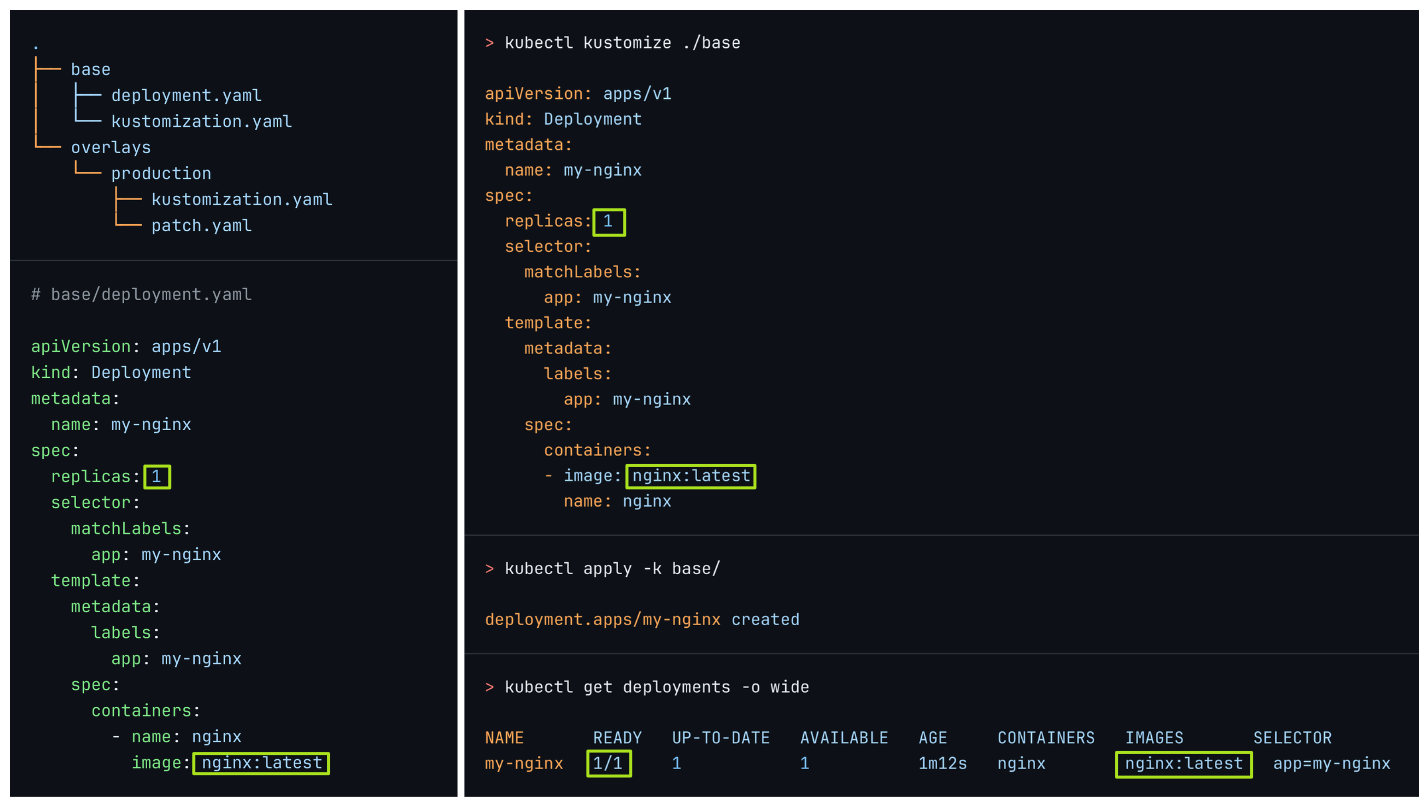 .
├── base
│   ├── deployment.yaml
│   └── kustomization.yaml
└── overlays
    └── production
        ├── kustomization.yaml
        └── patch.yaml
# base/deployment.yaml
apiVersion: apps/v1
kind: Deployment
metadata:
  name: my-nginx
spec:
  replicas: 1
  selector:
    matchLabels:
      app: my-nginx
  template:
    metadata:
      labels:
        app: my-nginx
    spec:
      containers:
        - name: nginx
          image: nginx:latest
> kubectl kustomize ./base
apiVersion: apps/v1
kind: Deployment
metadata:
  name: my-nginx
spec:
  replicas: 1
  selector:
    matchLabels:
      app: my-nginx
  template:
    metadata:
      labels:
        app: my-nginx
    spec:
      containers:
      - image: nginx:latest
        name: nginx
> kubectl apply -k base/
deployment.apps/my-nginx created
> kubectl get deployments -o wide
NAME       READY   UP-TO-DATE   AVAILABLE   AGE     CONTAINERS   IMAGES       SELECTOR
my-nginx   1/1     1            1           1m12s   nginx        nginx:latest   app=my-nginx